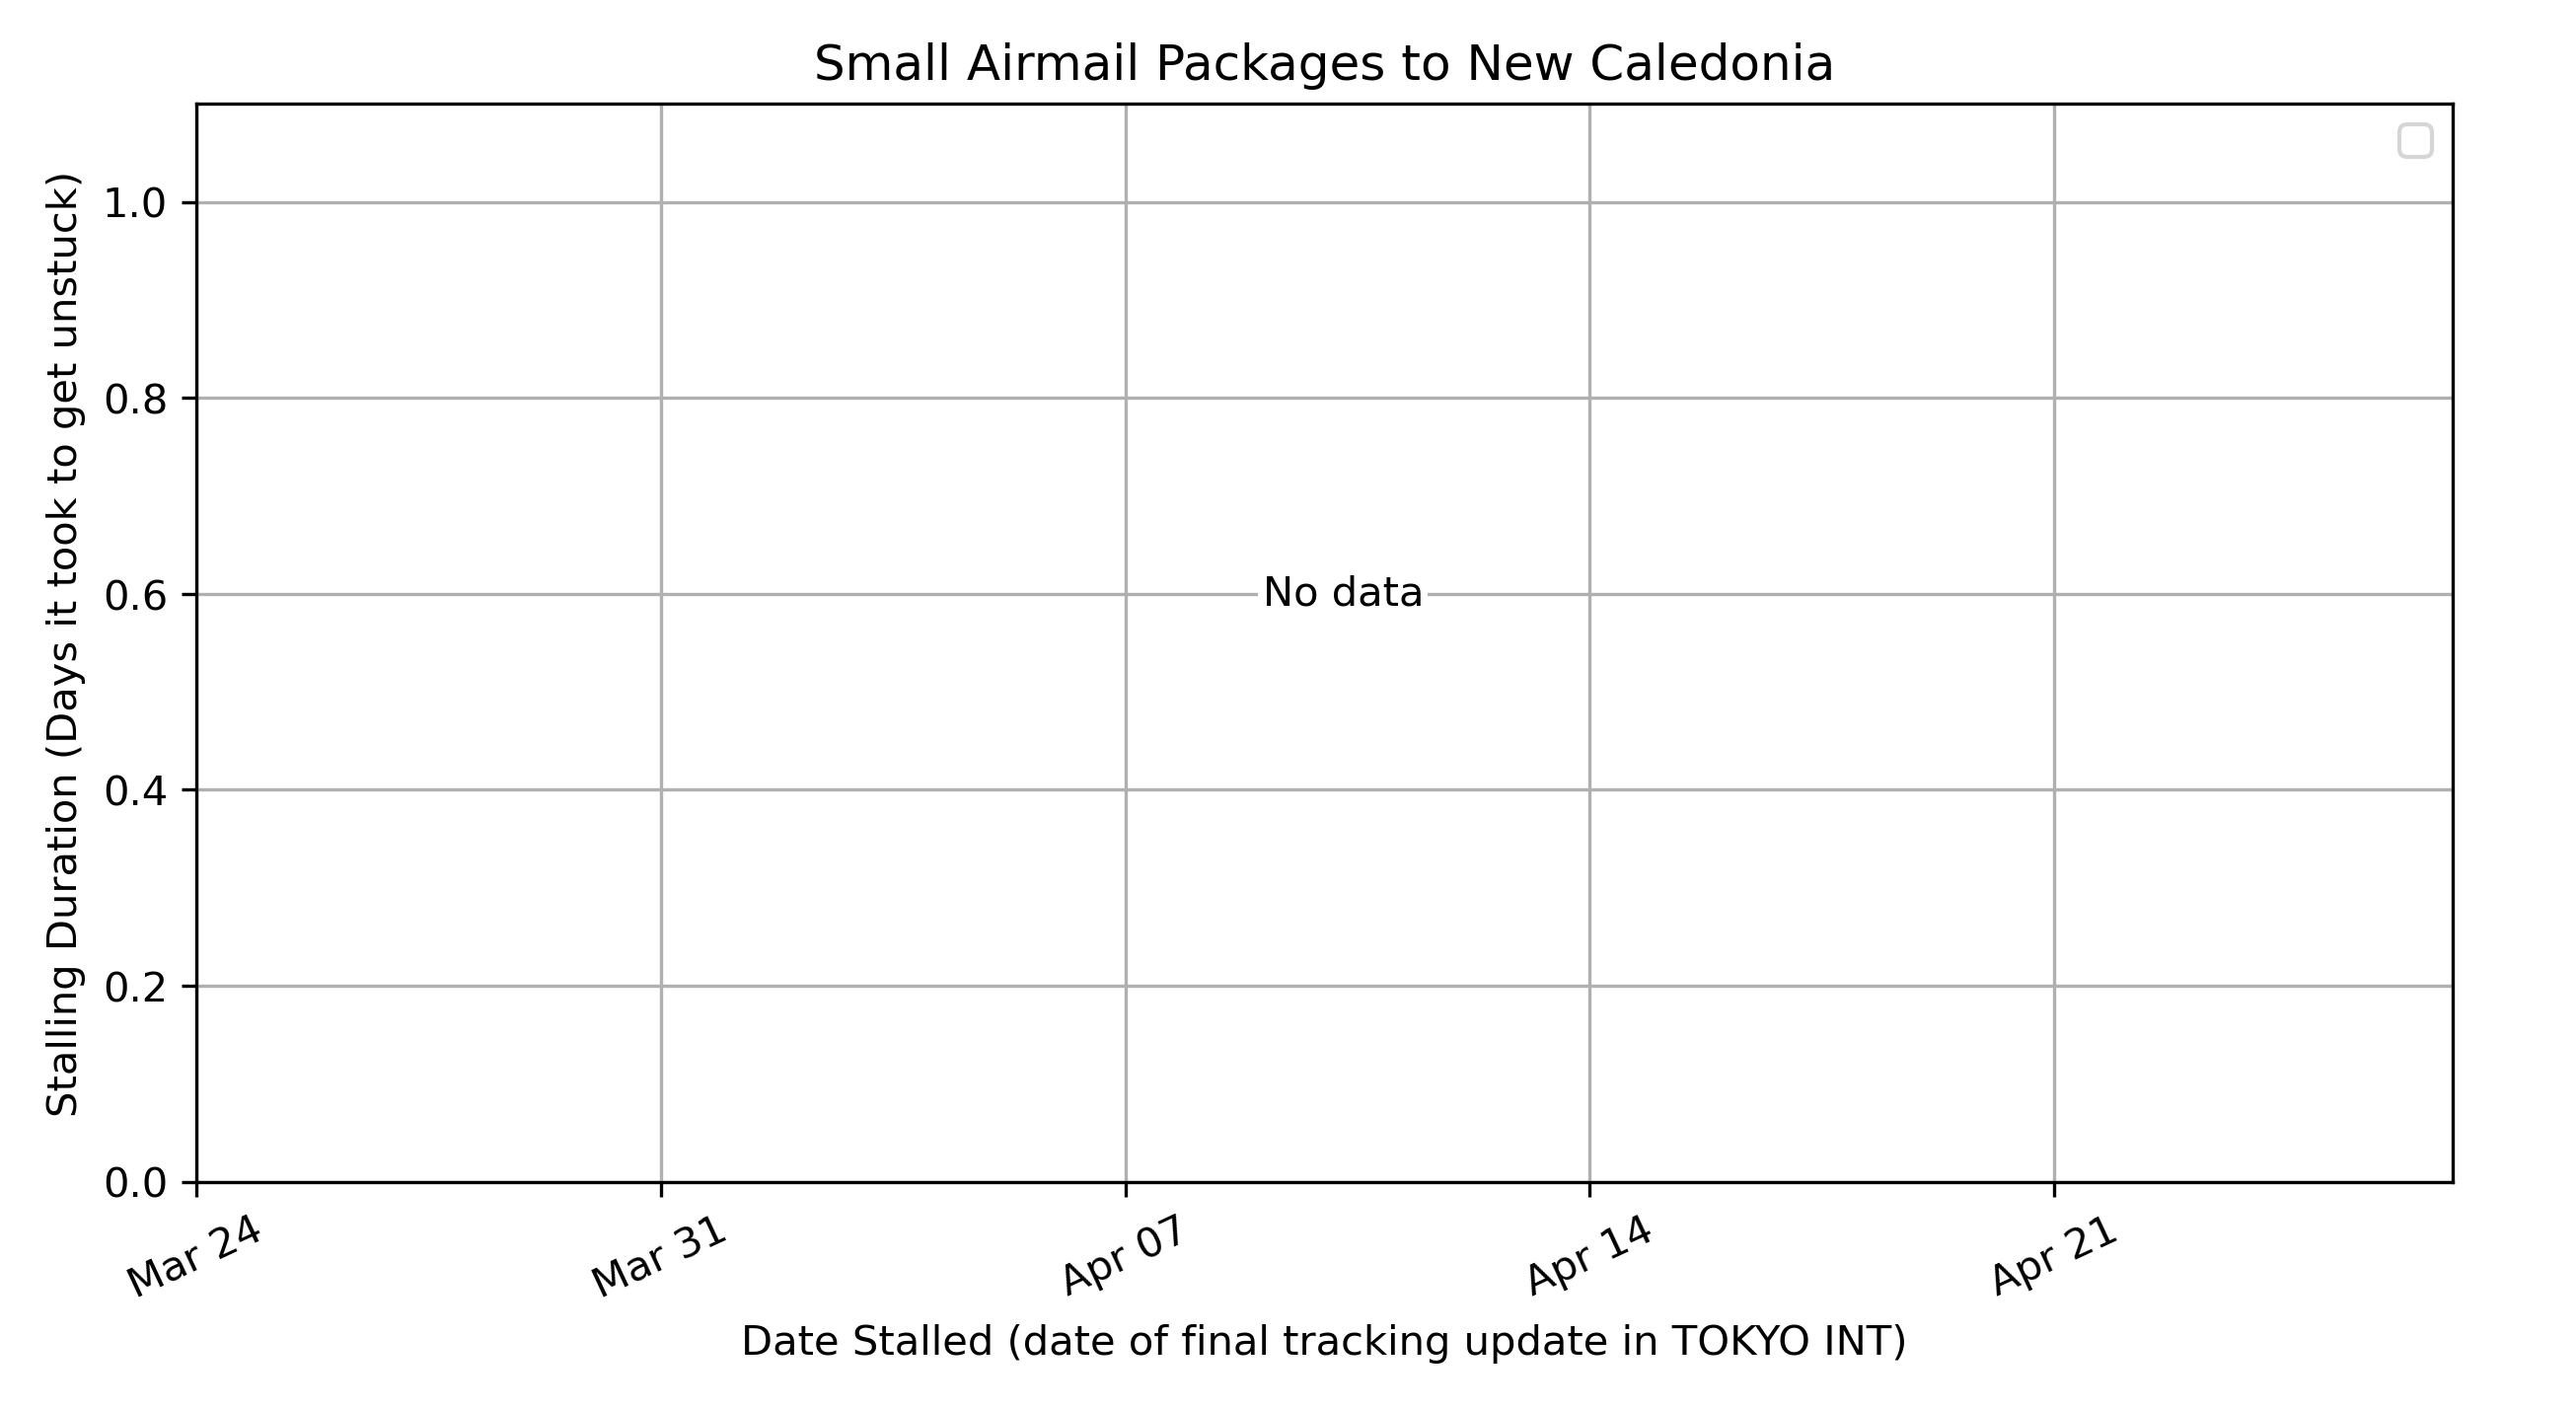 Small Airmail Packages to New Caledonia
Stalling Duration (Days it took to get unstuck)
1.0
0.8
0.6
0.4
0.2
0.0
No data
Mar 24
Mar 31
Apr 07
Apr 14
Apr 21
Date Stalled (date of final tracking update in TOKYO INT)